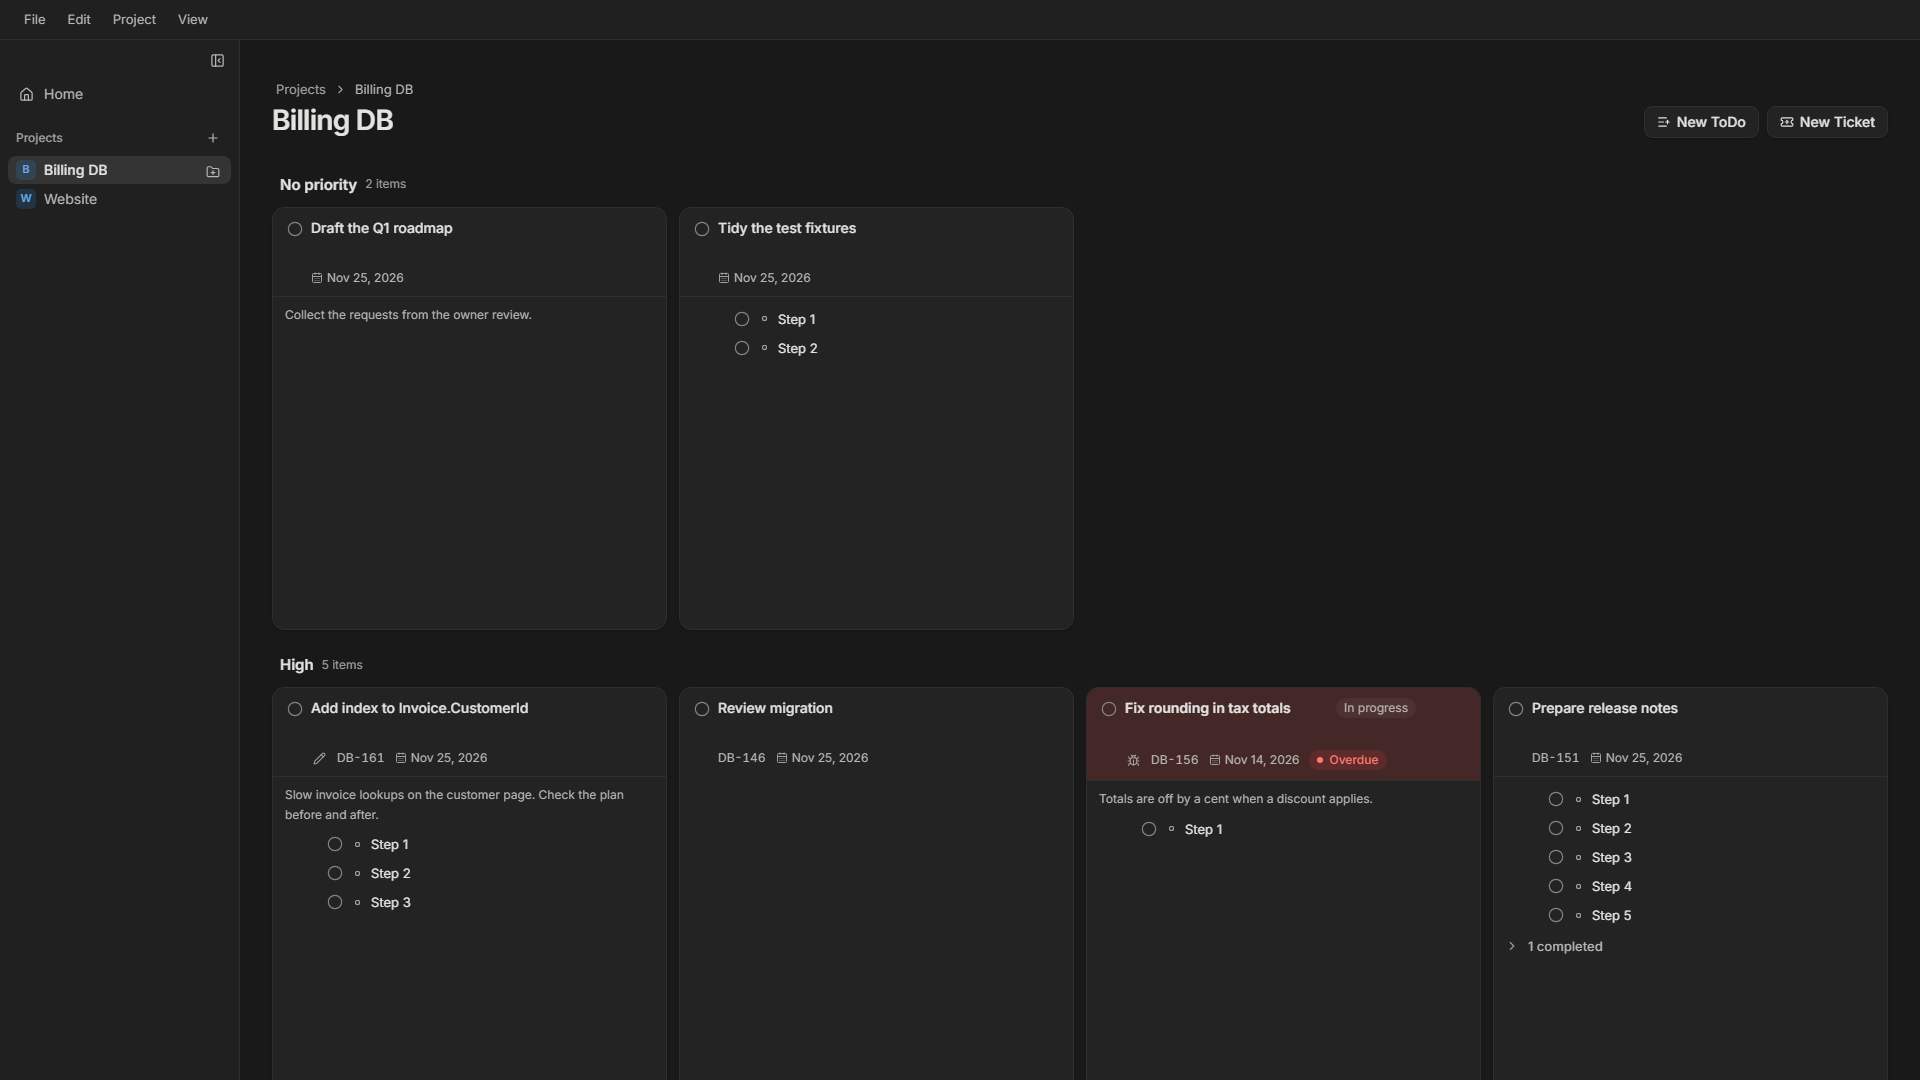 File Edit Project View
Home
Projects
B Billing DB
W Website
Projects > Billing DB
Billing DB
New ToDo
New Ticket
No priority 2 items
Draft the Q1 roadmap
Nov 25, 2026
Collect the requests from the owner review.
Tidy the test fixtures
Nov 25, 2026
Step 1
Step 2
High 5 items
Add index to Invoice.CustomerId
DB-161 Nov 25, 2026
Slow invoice lookups on the customer page. Check the plan
before and after.
Step 1
Step 2
Step 3
Review migration
DB-146 Nov 25, 2026
Fix rounding in tax totals In progress
DB-156 Nov 14, 2026 Overdue
Totals are off by a cent when a discount applies.
Step 1
Prepare release notes
DB-151 Nov 25, 2026
Step 1
Step 2
Step 3
Step 4
Step 5
1 completed